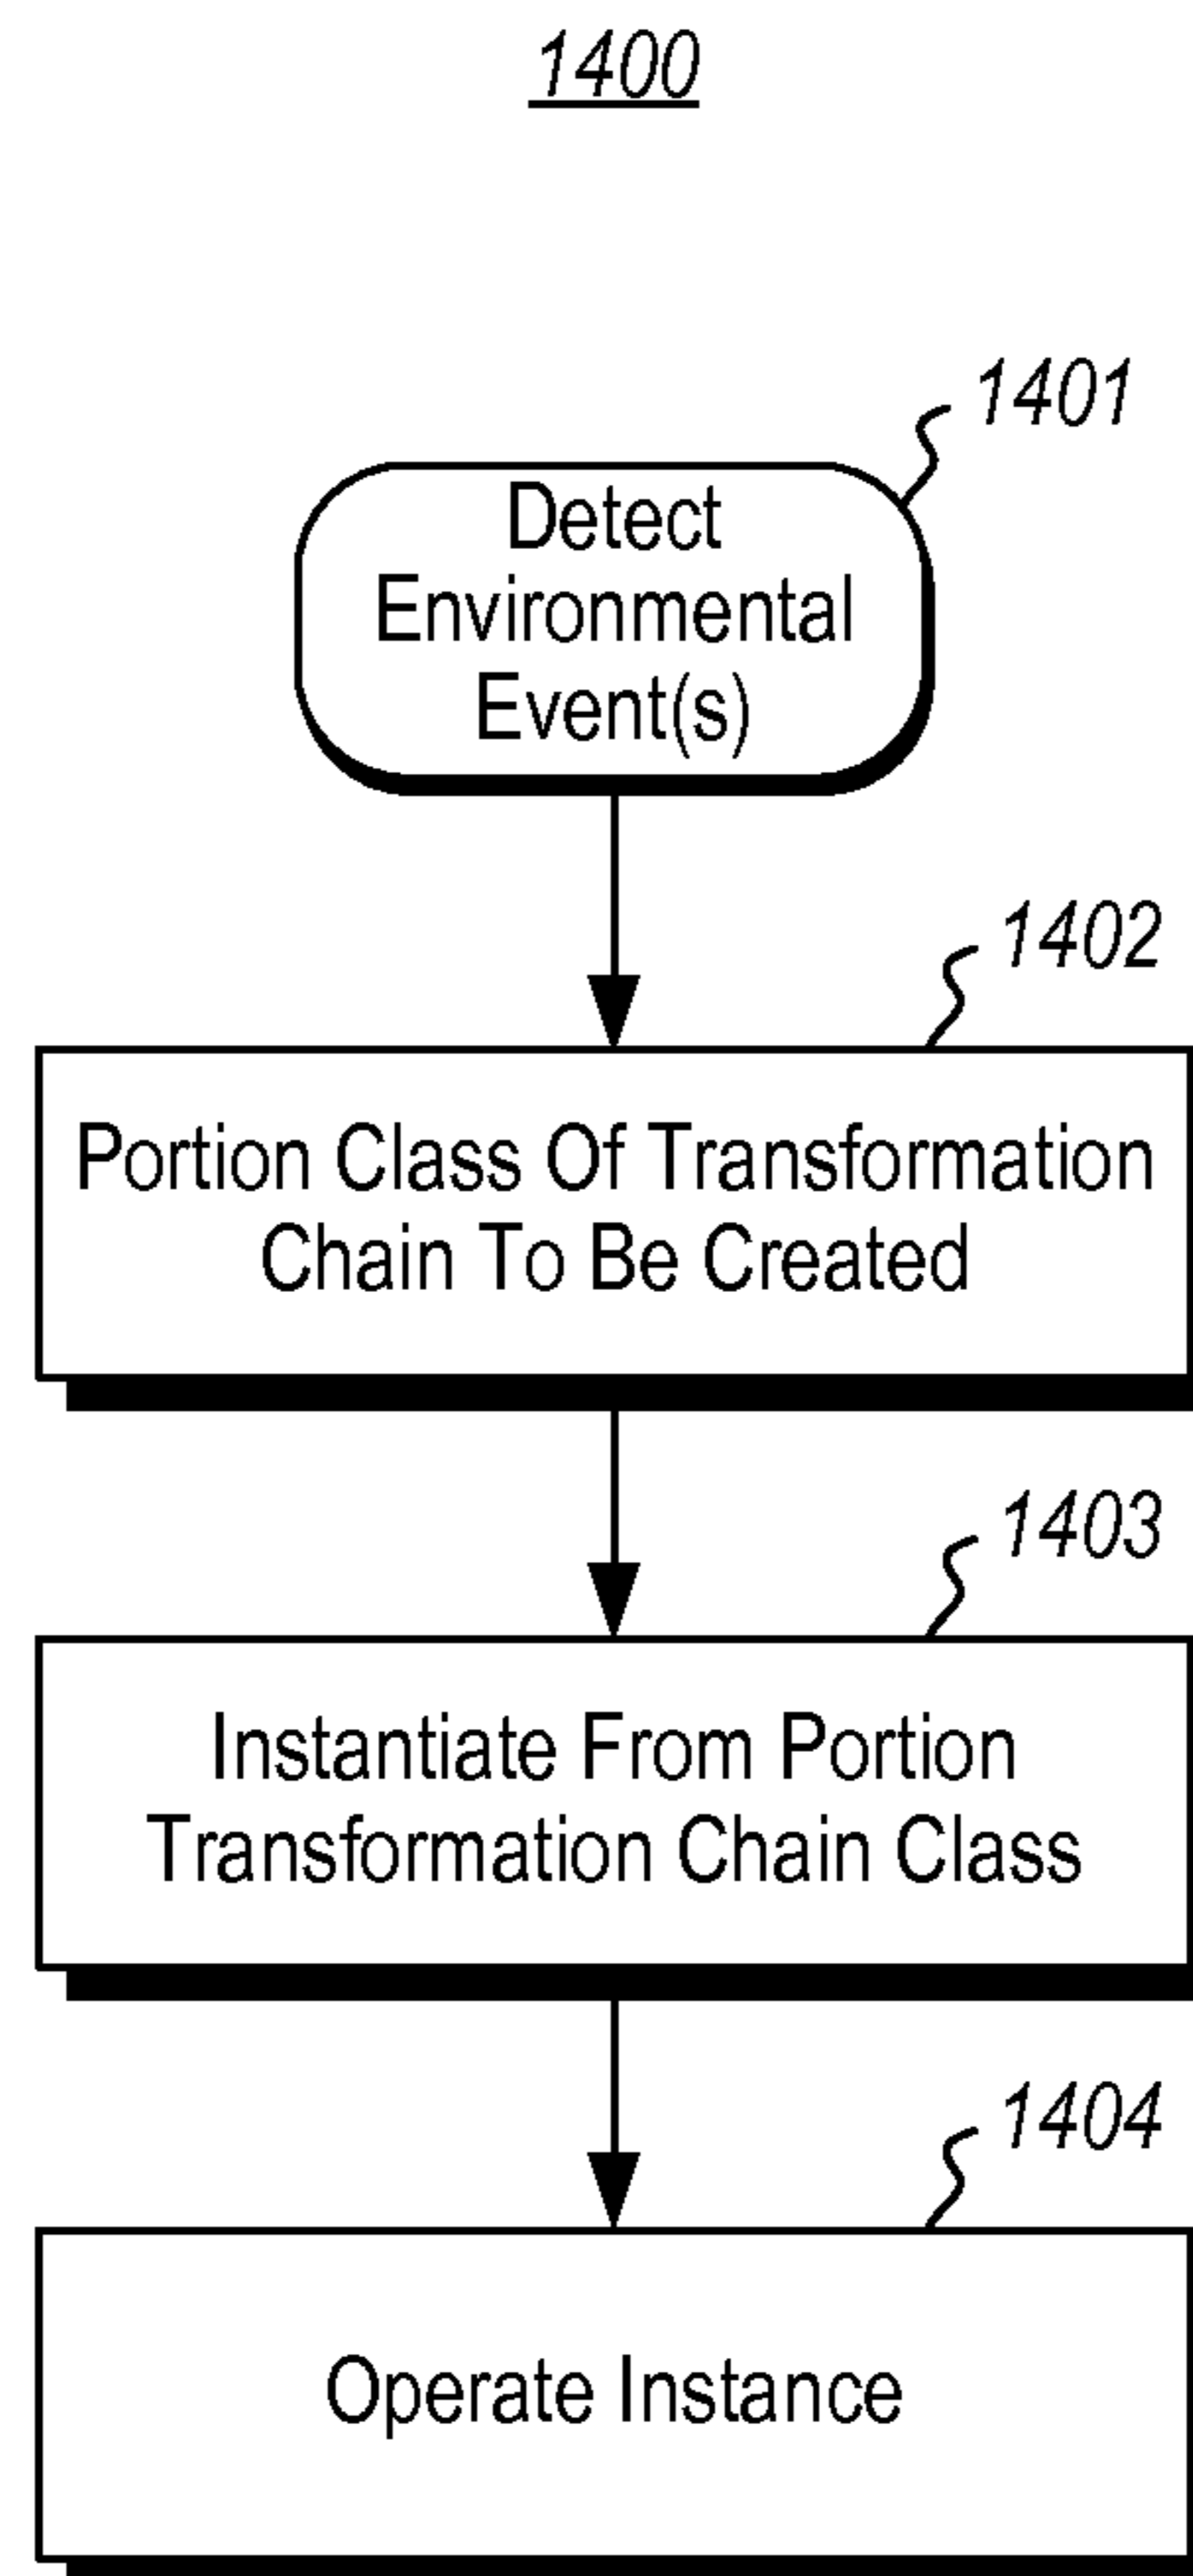 1400
1401
Detect
Environmental
Event(s)
1402
Portion Class Of Transformation
Chain To Be Created
1403
Instantiate From Portion
Transformation Chain Class
1404
Operate Instance